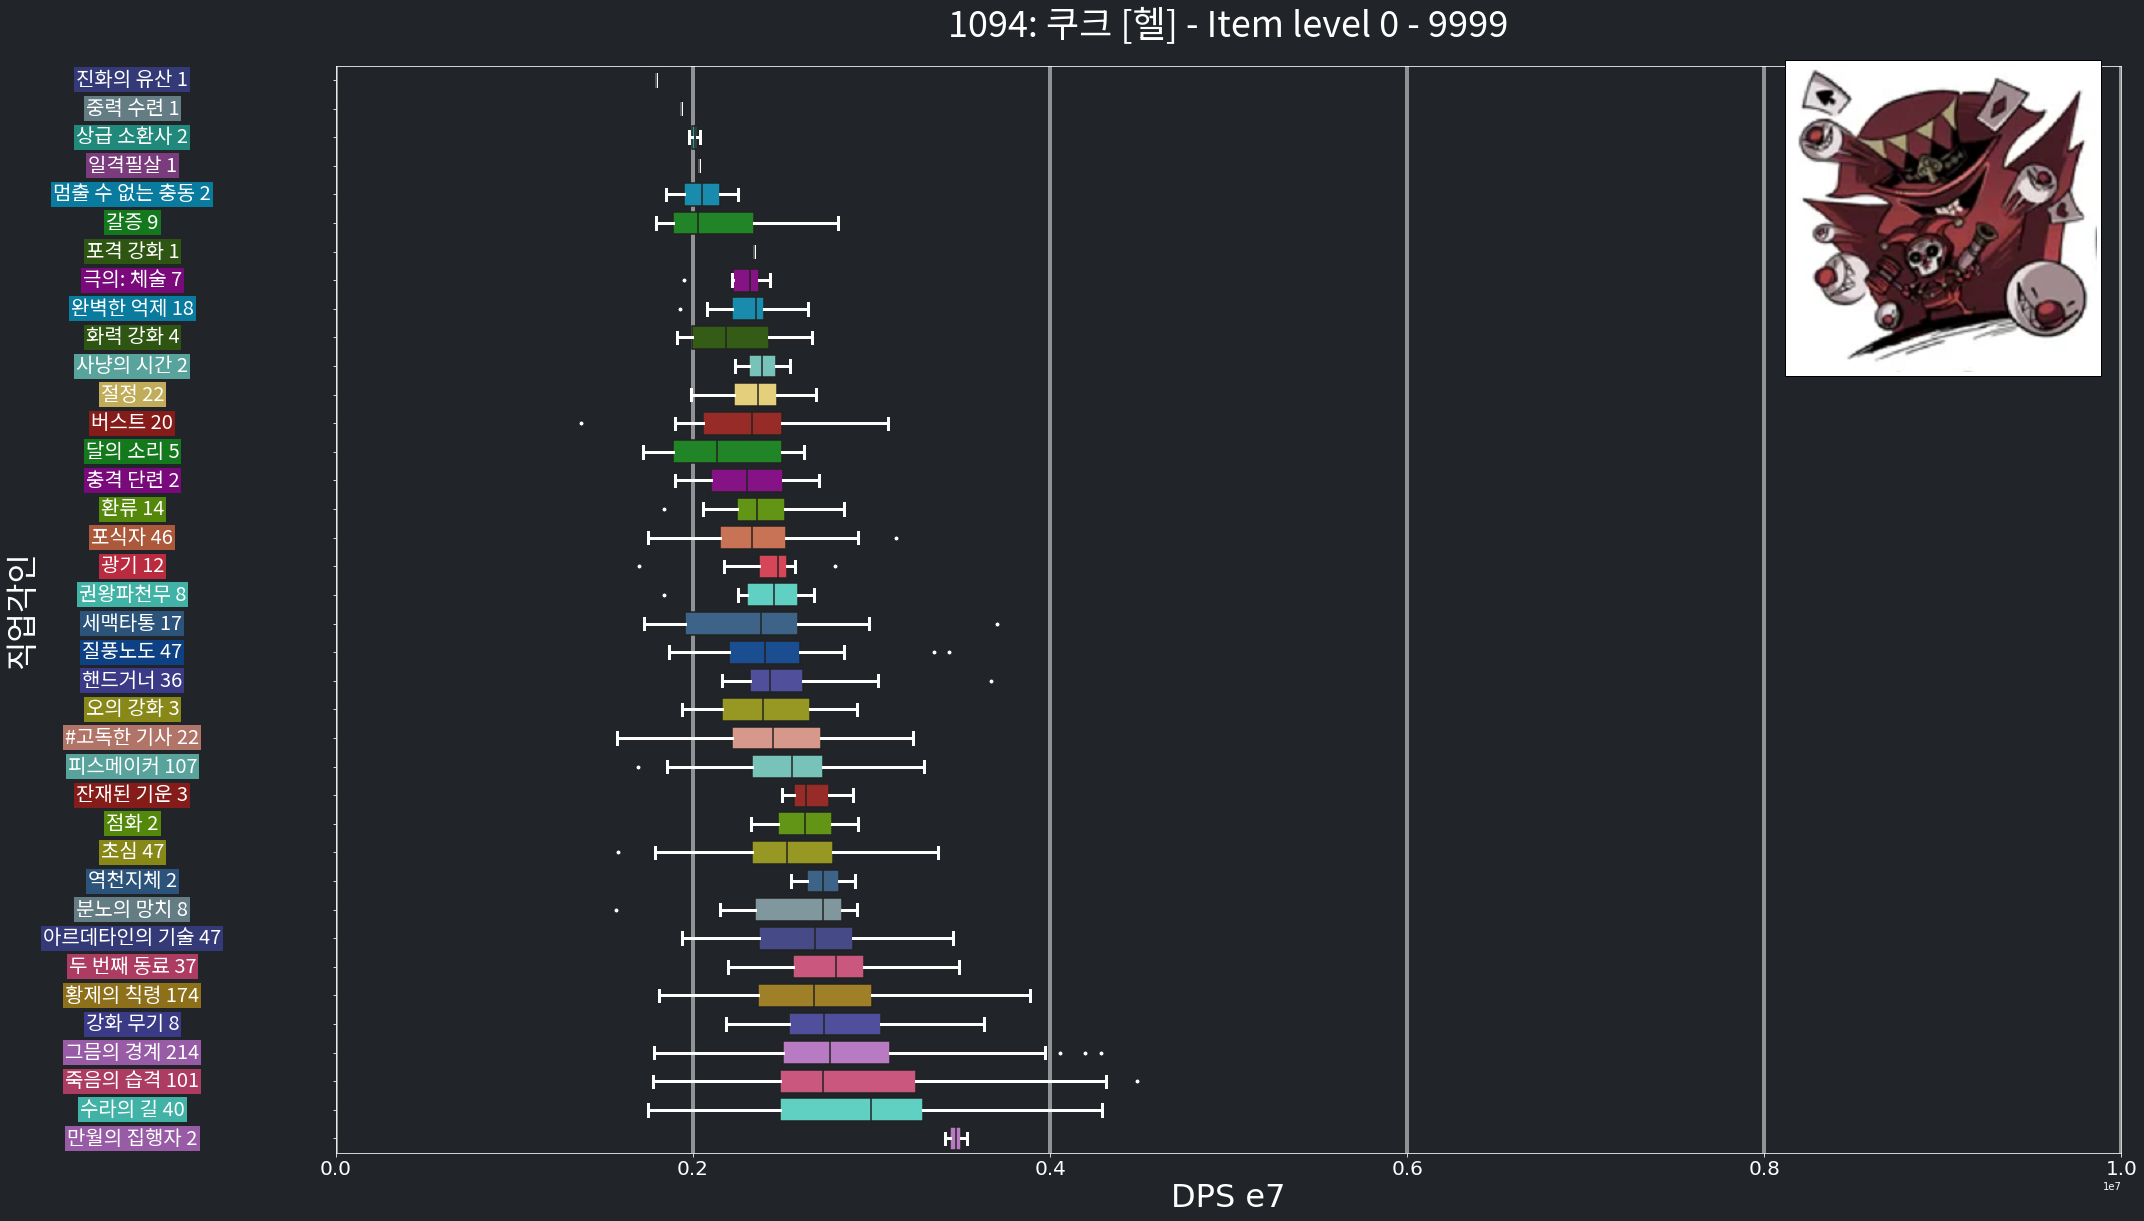 1094: 쿠크 [헬] - Item level 0 - 9999
진화의 유산 1
중력 수련 1
상급 소환사 2
일격필살 1
멈출 수 없는 충동 2
갈증 9
포격 강화 1
극의: 체술 7
완벽한 억제 18
화력 강화 4
사냥의 시간 2
절정 22
버스트 20
달의 소리 5
충격 단련 2
환류 14
포식자 46
광기 12
권왕파천무 8
세맥타통 17
질풍노도 47
핸드거너 36
오의 강화 3
#고독한 기사 22
피스메이커 107
잔재된 기운 3
점화 2
초심 47
역천지체 2
분노의 망치 8
아르데타인의 기술 47
두 번째 동료 37
황제의 칙령 174
강화 무기 8
그믐의 경계 214
죽음의 습격 101
수라의 길 40
만월의 집행자 2
직업각인
0.0 0.2 0.4 0.6 0.8 1.0
1e7
DPS e7